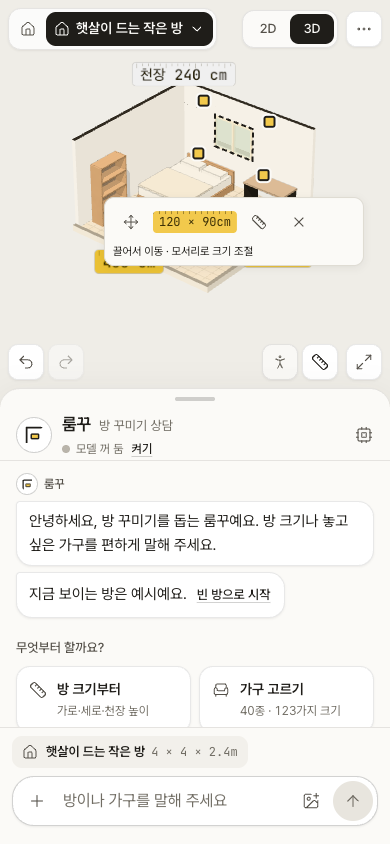 햇살이 드는 작은 방
2D
3D
천장 240 cm
120 × 90cm
끌어서 이동 · 모서리로 크기 조절
룸꾸 방 꾸미기 상담
모델 꺼 둠 켜기
룸꾸
안녕하세요, 방 꾸미기를 돕는 룸꾸예요. 방 크기나 놓고
싶은 가구를 편하게 말해 주세요.
지금 보이는 방은 예시예요. 빈 방으로 시작
무엇부터 할까요?
방 크기부터
가로·세로·천장 높이
가구 고르기
40종 · 123가지 크기
햇살이 드는 작은 방 4 × 4 × 2.4m
방이나 가구를 말해 주세요